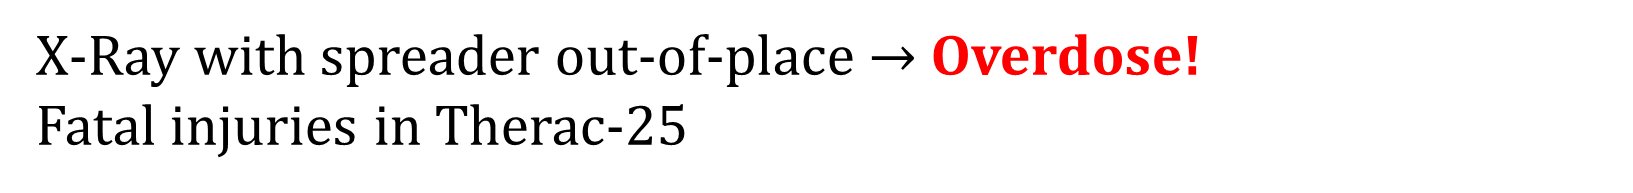 X-Ray with spreader out-of-place → Overdose!
Fatal injuries in Therac-25